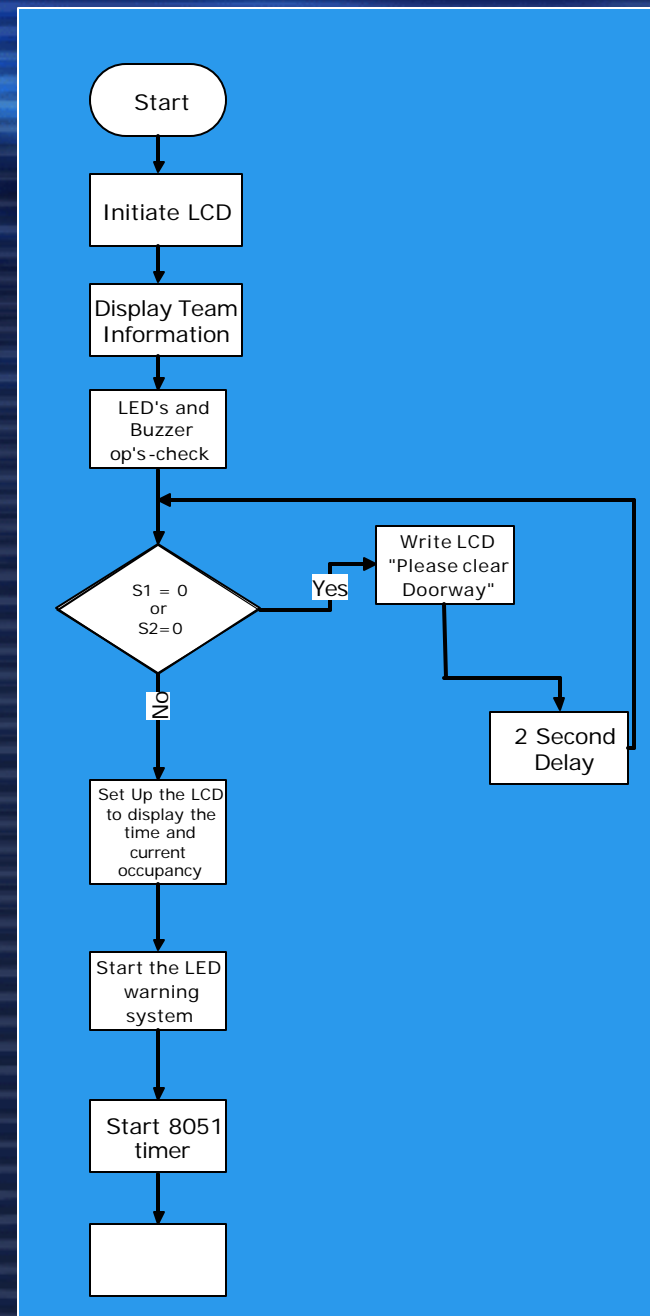 Start
Initiate LCD
Display Team
Information
LED's and
Buzzer
op's-check
S1 = 0
or
S2=0
Yes
Write LCD
"Please clear
Doorway"
2 Second
Delay
No
Set Up the LCD
to display the
time and
current
occupancy
Start the LED
warning
system
Start 8051
timer